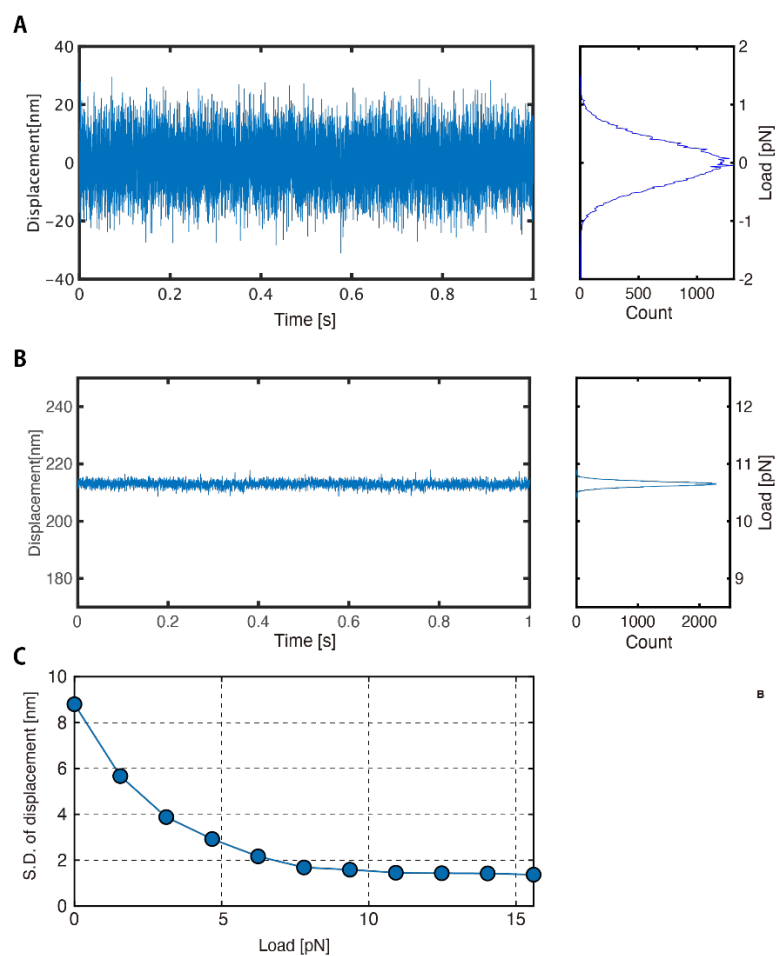 A
40
20
0
−20
−40
Displacement[nm]
0 0.2 0.4 0.6 0.8 1
Time [s]
2
1
0
-1
-2
Load [pN]
0 500 1000
Count
B
240
220
200
180
Displacement[nm]
0 0.2 0.4 0.6 0.8 1
Time [s]
12
11
10
9
Load [pN]
0 1000 2000
Count
C
10
8
6
4
2
0
S.D. of displacement [nm]
0 5 10 15
Load [pN]
B